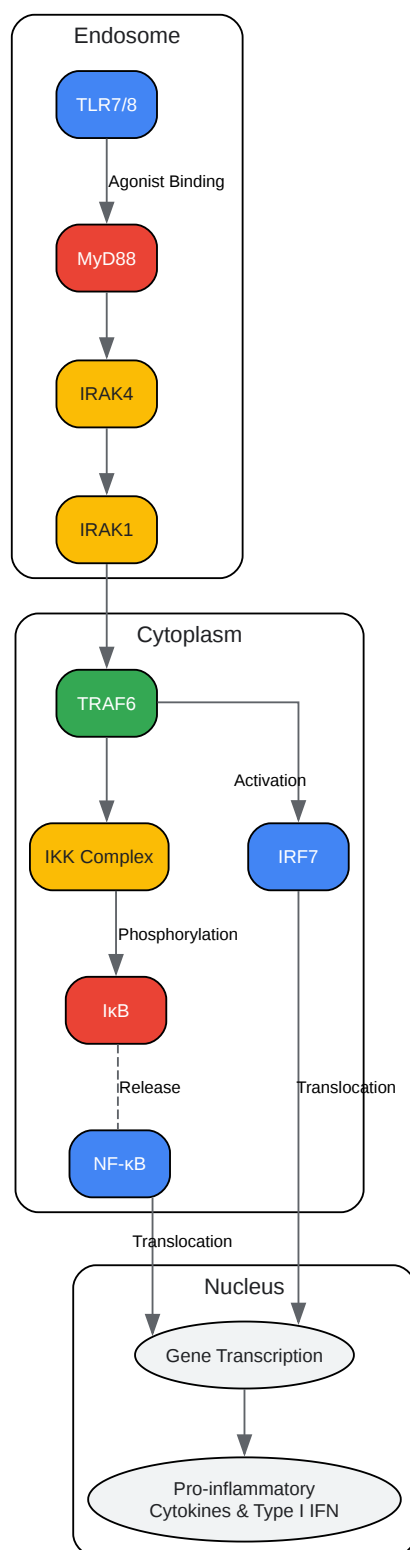 Endosome
TLR7/8
Agonist Binding
MyD88
IRAK4
IRAK1
Cytoplasm
TRAF6
Activation
IKK Complex
IRF7
Phosphorylation
IκB
Release
Translocation
NF-κB
Translocation
Nucleus
Gene Transcription
Pro-inflammatory
Cytokines & Type I IFN